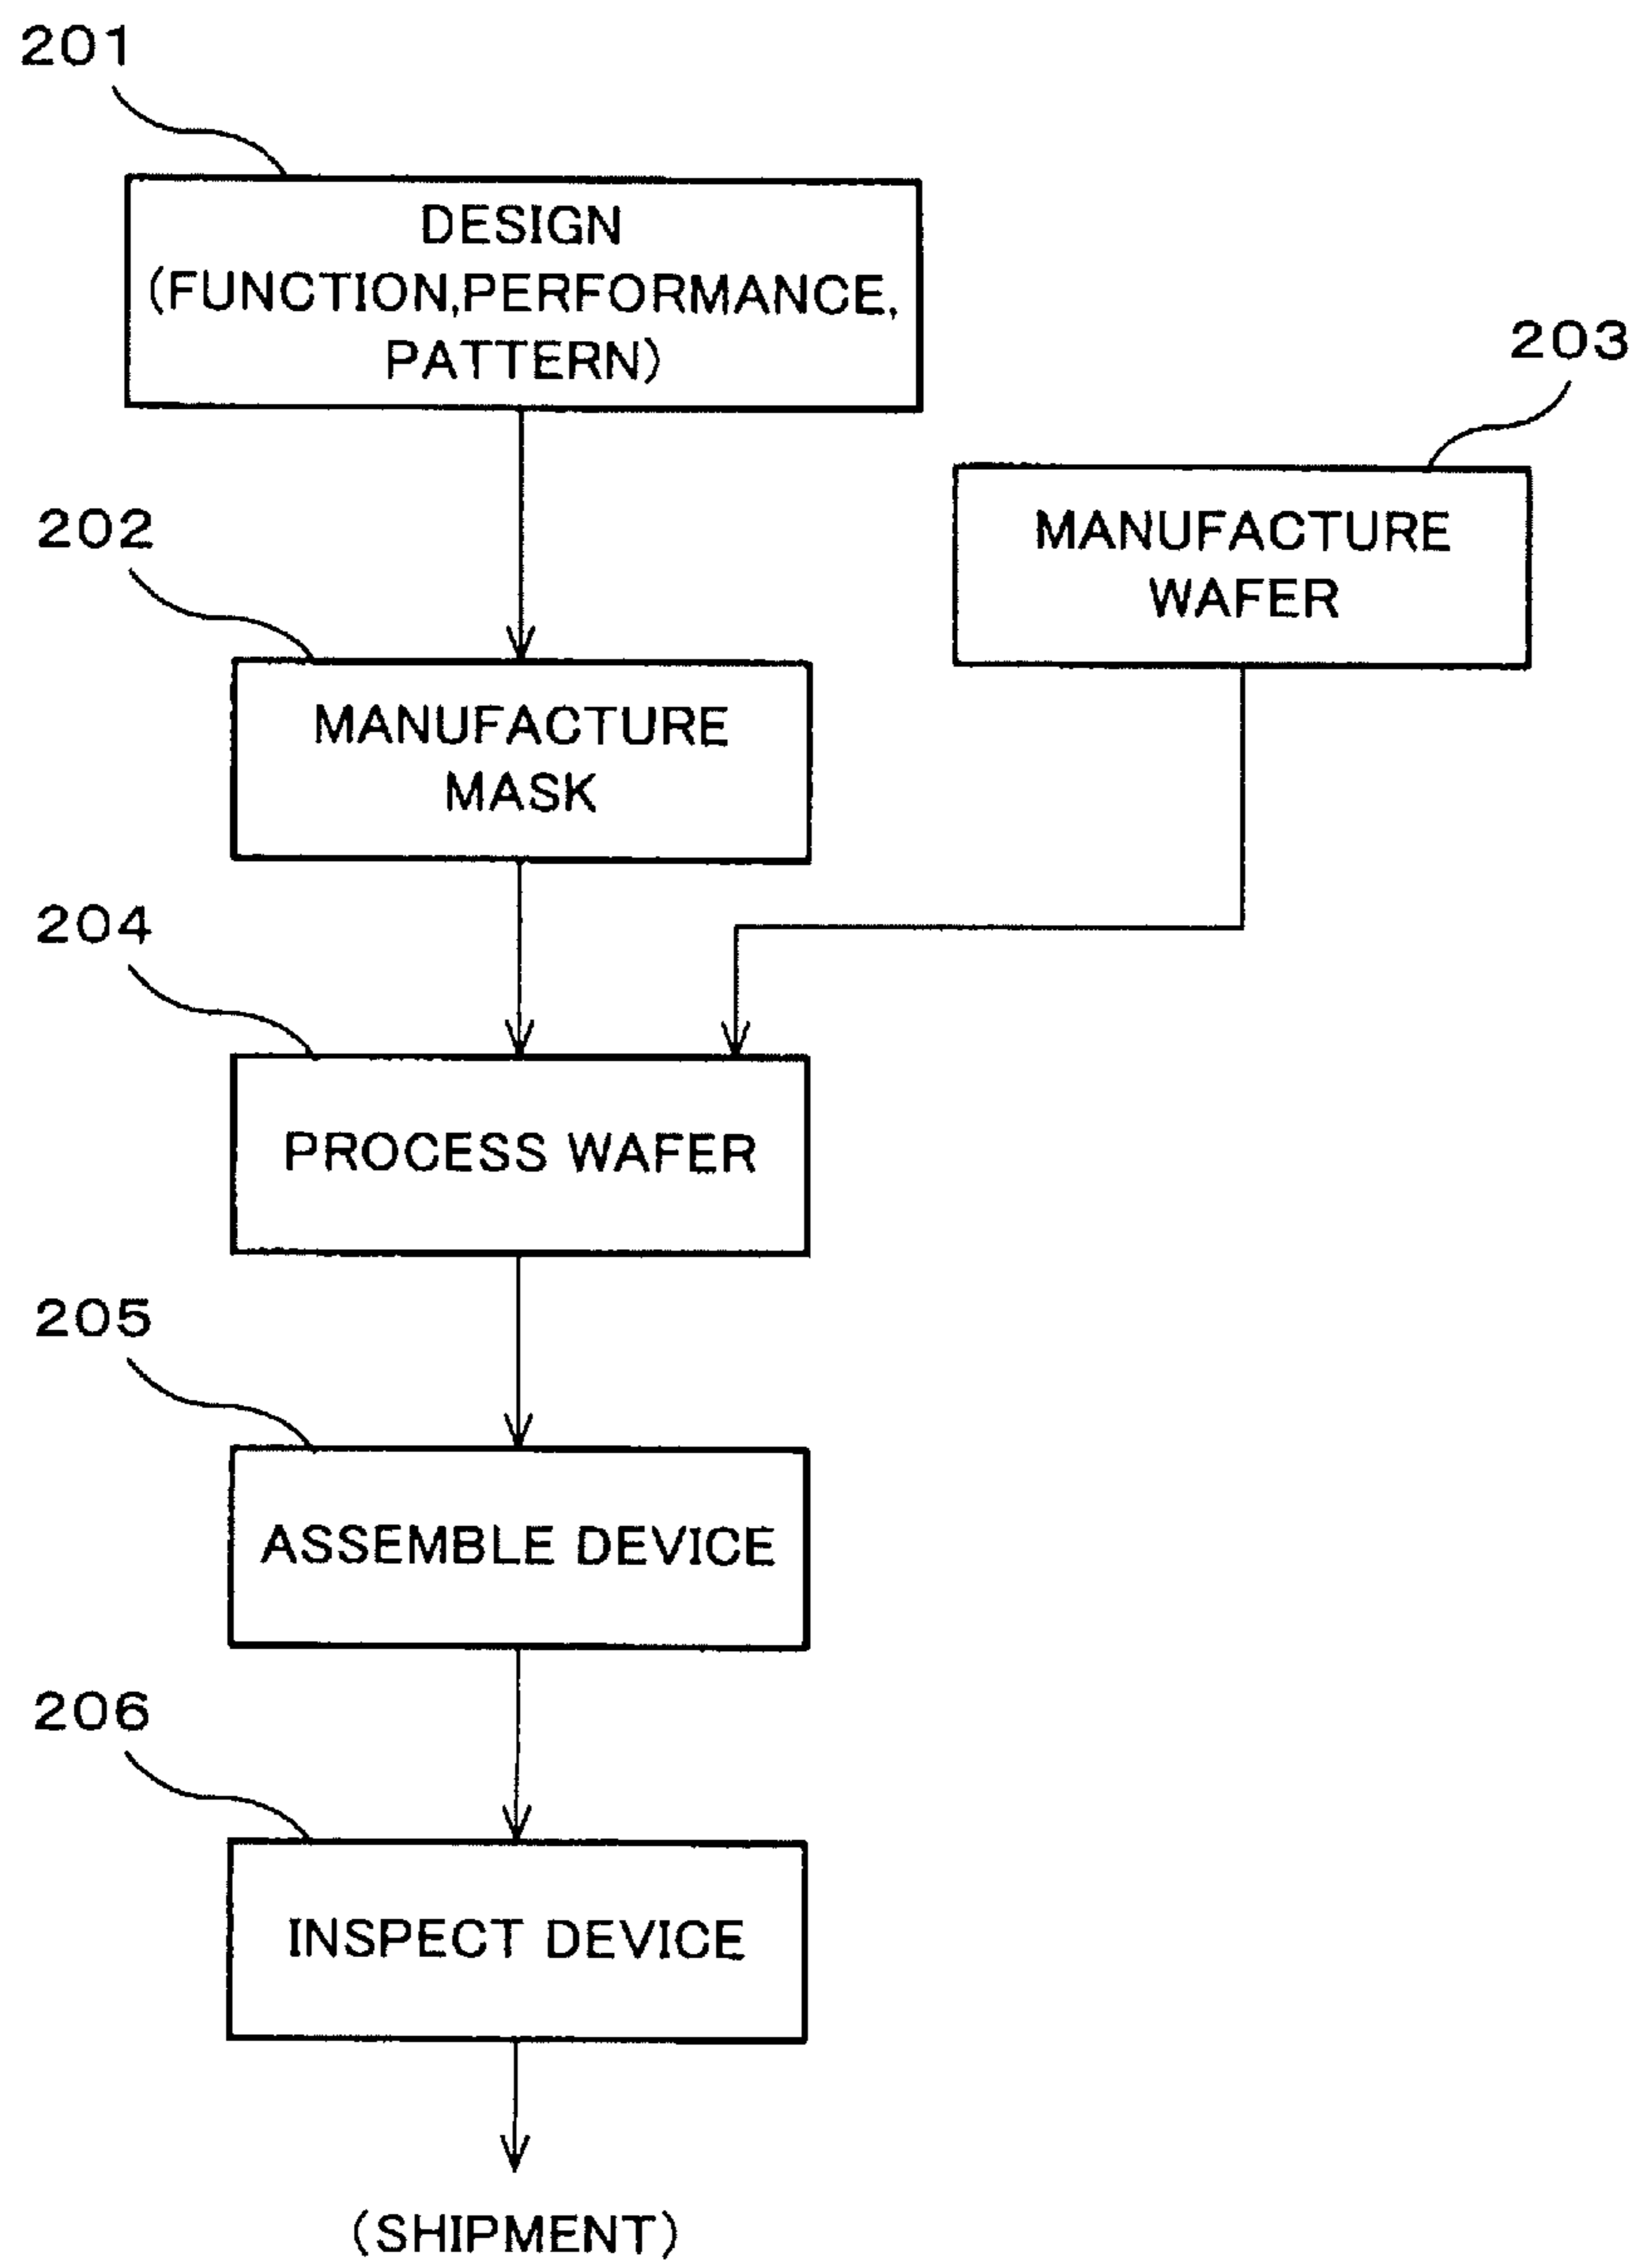 201
DESIGN
(FUNCTION,PERFORMANCE,
PATTERN)
203
MANUFACTURE
WAFER
202
MANUFACTURE
MASK
204
PROCESS WAFER
205
ASSEMBLE DEVICE
206
INSPECT DEVICE
(SHIPMENT)